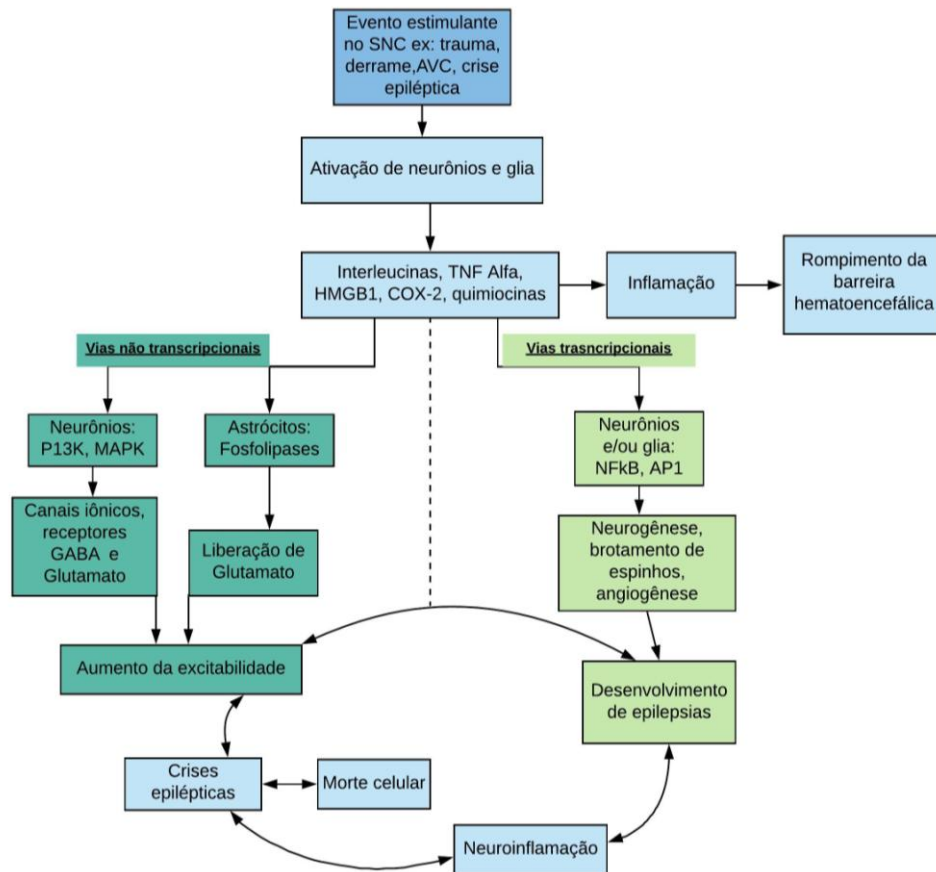 Evento estimulante
no SNC ex: trauma,
derrame,AVC, crise
epiléptica
Ativação de neurônios e glia
Interleucinas, TNF Alfa,
HMGB1, COX-2, quimiocinas
Inflamação
Rompimento da
barreira
hematoencefálica
Vias não transcripcionais
Vias trasncripcionais
Neurônios:
P13K, MAPK
Astrócitos:
Fosfolipases
Neurônios
e/ou glia:
NFkB, AP1
Canais iônicos,
receptores
GABA e
Glutamato
Liberação de
Glutamato
Neurogênese,
brotamento de
espinhos,
angiogênese
Aumento da excitabilidade
Desenvolvimento
de epilepsias
Crises
epilépticas
Morte celular
Neuroinflamação